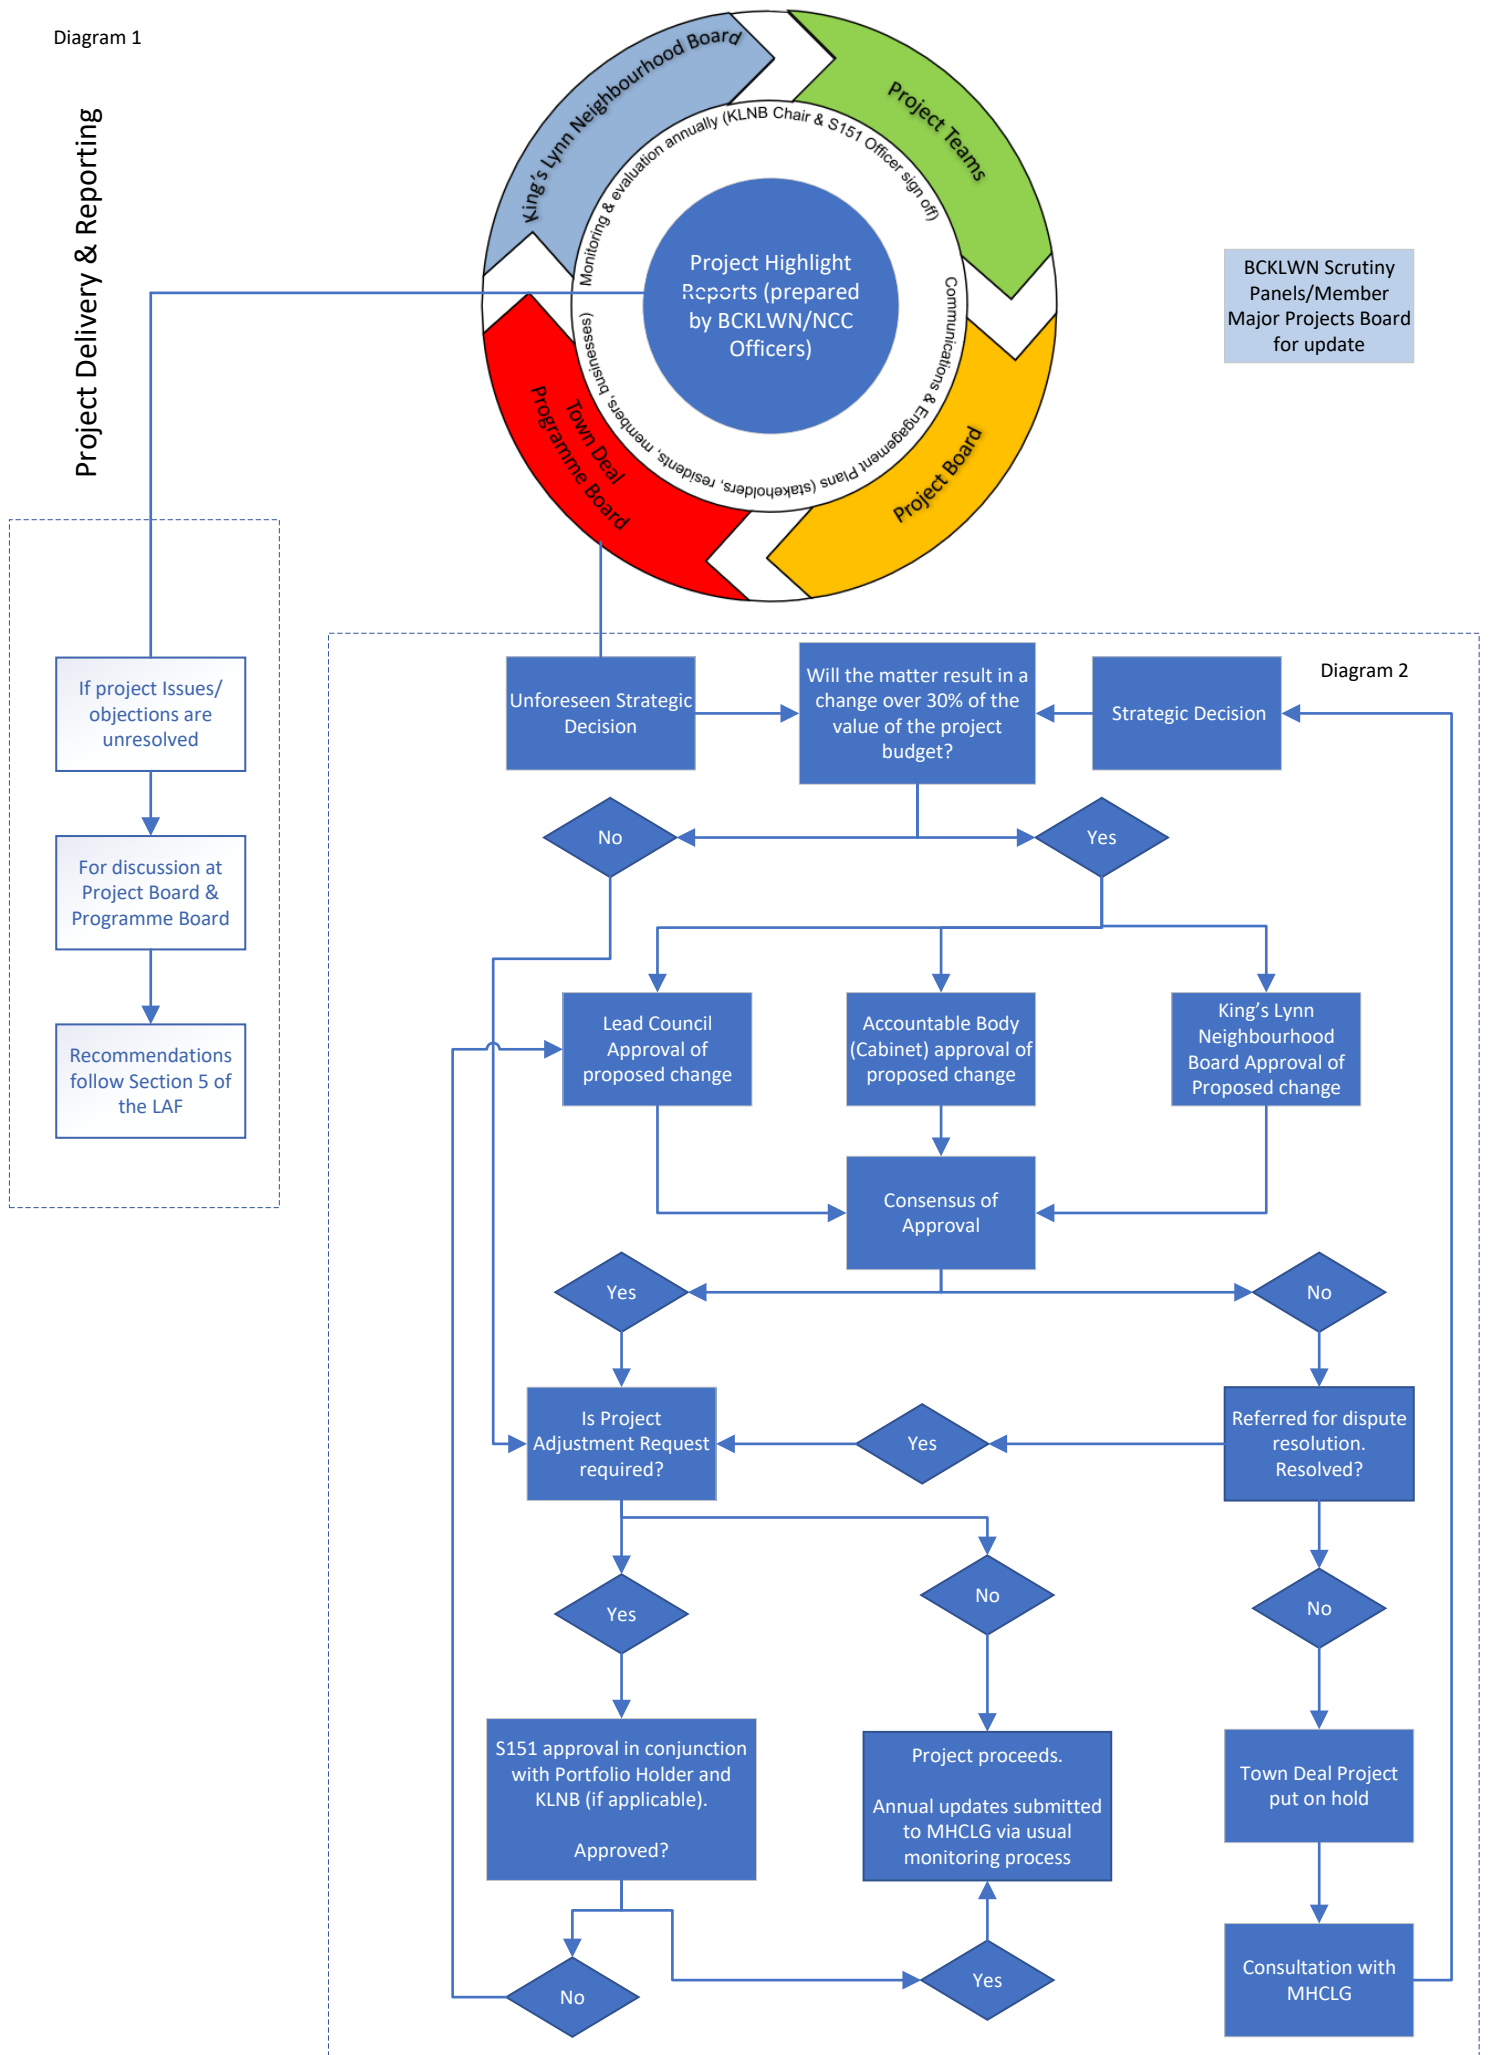 Diagram 1
Project Delivery & Reporting
King's Lynn Neighbourhood Board
Project Teams
Project Board
Town Deal
Programme Board
Monitoring & evaluation annually (KLNB Chair & S151 Officer sign off)
Communications & Engagement Plans (stakeholders, residents, members, businesses)
Project Highlight
Reports (prepared
by BCKLWN/NCC
Officers)
BCKLWN Scrutiny
Panels/Member
Major Projects Board
for update
If project Issues/
objections are
unresolved
For discussion at
Project Board &
Programme Board
Recommendations
follow Section 5 of
the LAF
Diagram 2
Unforeseen Strategic
Decision
Will the matter result in a
change over 30% of the
value of the project
budget?
Strategic Decision
No
Yes
Lead Council
Approval of
proposed change
Accountable Body
(Cabinet) approval of
proposed change
King's Lynn
Neighbourhood
Board Approval of
Proposed change
Consensus of
Approval
Yes
No
Is Project
Adjustment Request
required?
Yes
Referred for dispute
resolution.
Resolved?
Yes
No
No
S151 approval in conjunction
with Portfolio Holder and
KLNB (if applicable).
Approved?
Project proceeds.
Annual updates submitted
to MHCLG via usual
monitoring process
Town Deal Project
put on hold
No
Yes
Consultation with
MHCLG